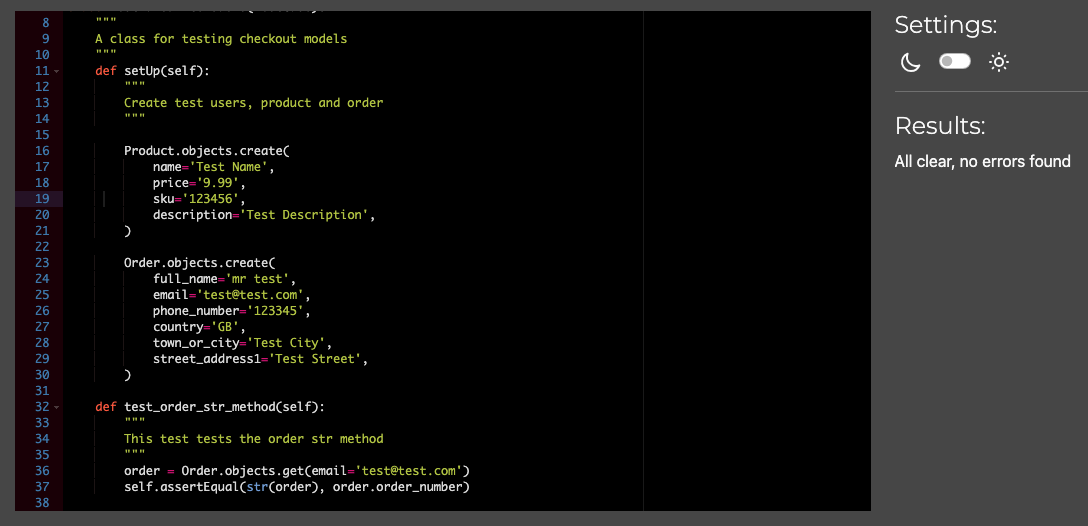 8 """
9 A class for testing checkout models
10 """
11 def setUp(self):
12 """
13 Create test users, product and order
14 """
15
16 Product.objects.create(
17 name='Test Name',
18 price='9.99',
19 sku='123456',
20 description='Test Description',
21 )
22
23 Order.objects.create(
24 full_name='mr test',
25 email='test@test.com',
26 phone_number='123345',
27 country='GB',
28 town_or_city='Test City',
29 street_address1='Test Street',
30 )
31
32 def test_order_str_method(self):
33 """
34 This test tests the order str method
35 """
36 order = Order.objects.get(email='test@test.com')
37 self.assertEqual(str(order), order.order_number)
38
Settings:
Results:
All clear, no errors found